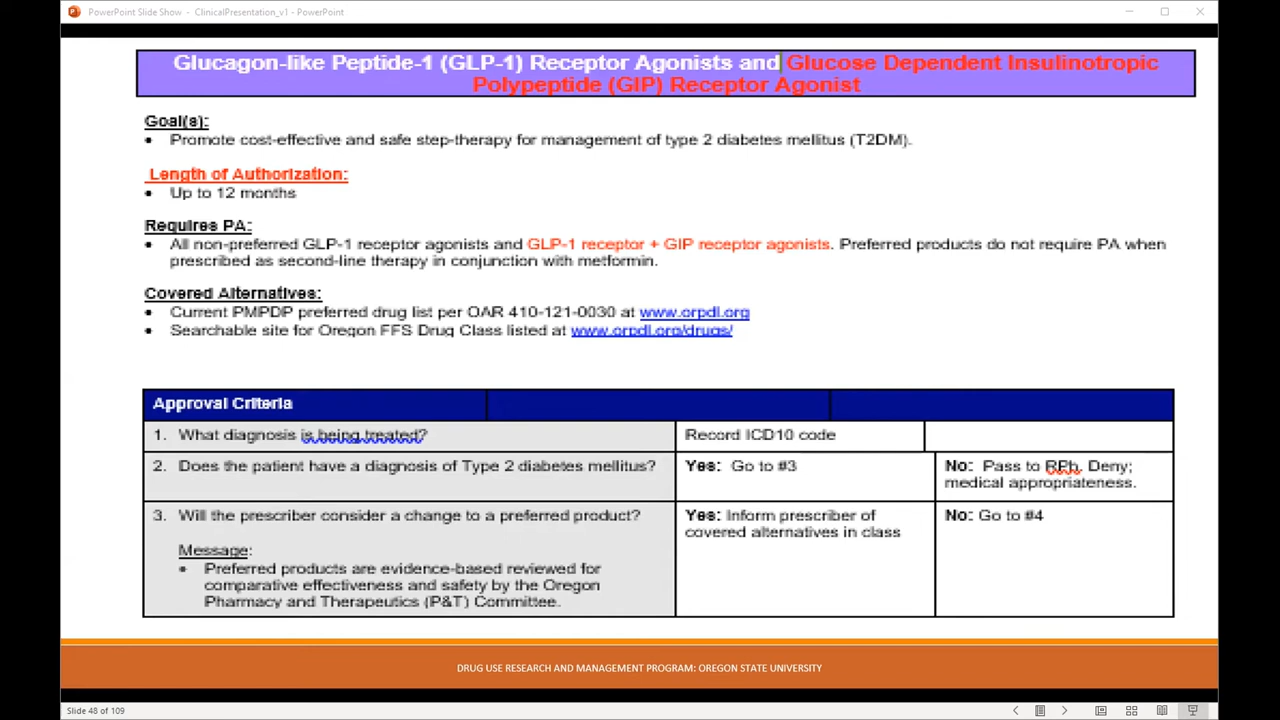 PowerPoint Slide Show - ClinicalPresentation_v1 - PowerPoint
Glucagon-like Peptide-1 (GLP-1) Receptor Agonists and Glucose Dependent Insulinotropic
Polypeptide (GIP) Receptor Agonist
Goal(s):
• Promote cost-effective and safe step-therapy for management of type 2 diabetes mellitus (T2DM).
Length of Authorization:
• Up to 12 months
Requires PA:
• All non-preferred GLP-1 receptor agonists and GLP-1 receptor + GIP receptor agonists. Preferred products do not require PA when
prescribed as second-line therapy in conjunction with metformin.
Covered Alternatives:
• Current PMPDP preferred drug list per OAR 410-121-0030 at www.orpdl.org
• Searchable site for Oregon FFS Drug Class listed at www.orpdl.org/drugs/
Approval Criteria
1. What diagnosis is being treated?
Record ICD10 code
2. Does the patient have a diagnosis of Type 2 diabetes mellitus?
Yes: Go to #3
No: Pass to RPh. Deny;
medical appropriateness.
3. Will the prescriber consider a change to a preferred product?
Message:
• Preferred products are evidence-based reviewed for
comparative effectiveness and safety by the Oregon
Pharmacy and Therapeutics (P&T) Committee.
Yes: Inform prescriber of
covered alternatives in class
No: Go to #4
DRUG USE RESEARCH AND MANAGEMENT PROGRAM: OREGON STATE UNIVERSITY
Slide 48 of 109